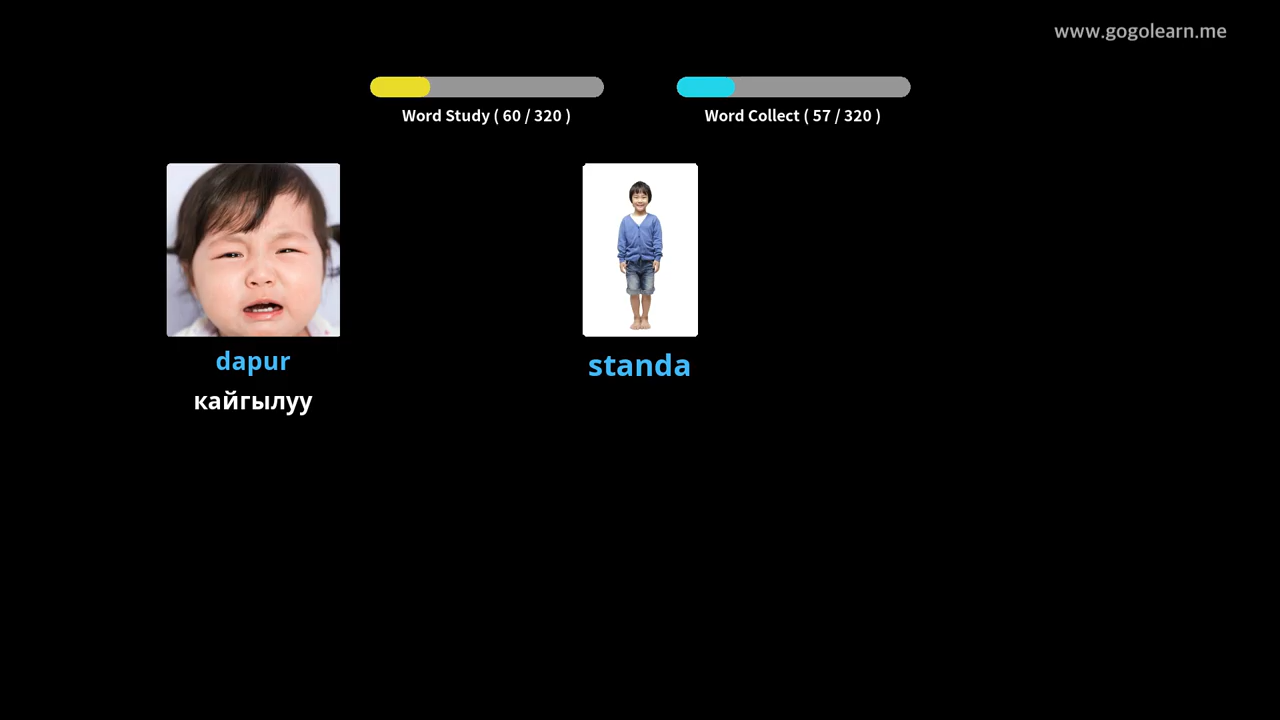 www.gogolearn.me
Word Study ( 60 / 320 )
Word Collect ( 57 / 320 )
dapur
кайгылуу
standa